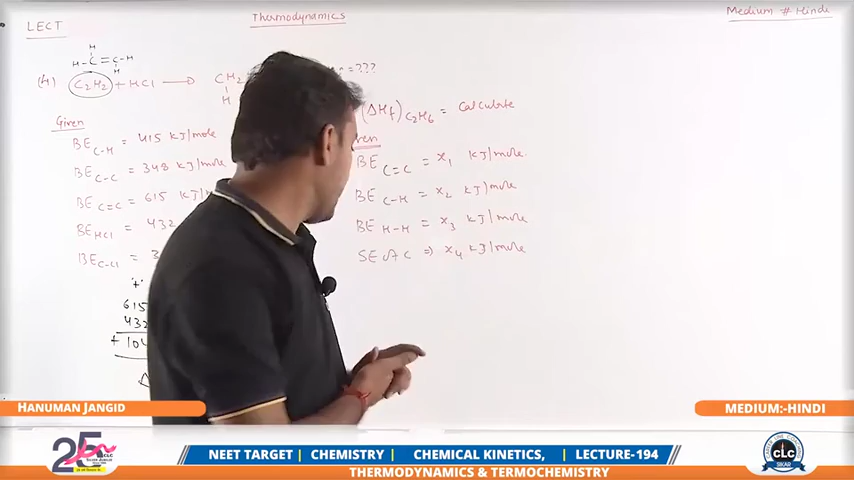 LECT
Thermodynamics
Medium # Hindi
H
H-C=C-H
H
(4) C2H2 + HCl → CH2
H
=???
(ΔHf)C2H6 = Calculate
Given
BE C-H = 415 kJ/mole
BE C-C = 348 kJ/mole
BE C=C = 615 kJ/
BE HCl = 432
BE C-Cl = 3
BE C=C = x1 kJ/mole.
BE C-H = x2 kJ/mole
BE H-H = x3 kJ/mole
SE of C ⇒ x4 kJ/mole
615
432
+ 104
HANUMAN JANGID
MEDIUM:-HINDI
25
CLC
NEET TARGET | CHEMISTRY | CHEMICAL KINETICS, | LECTURE-194
THERMODYNAMICS & TERMOCHEMISTRY
CLC
SIKAR